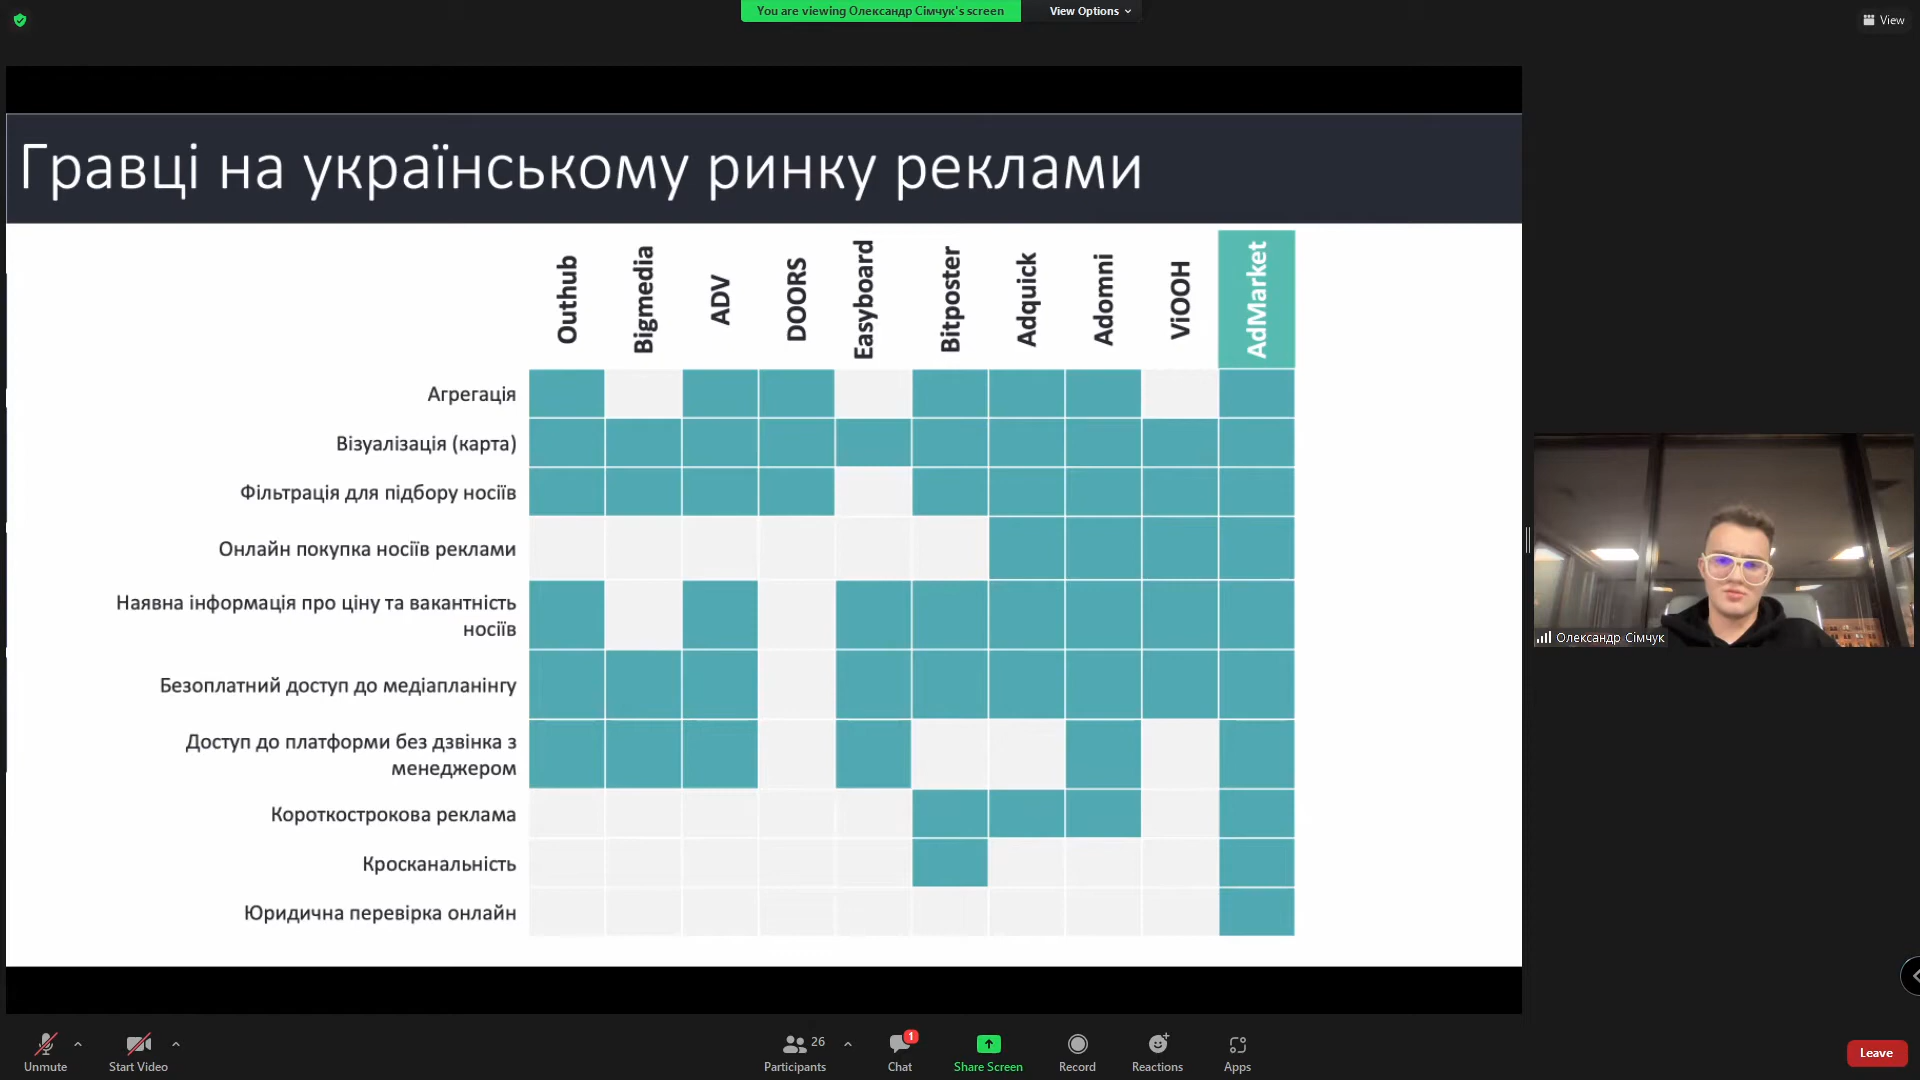 You are viewing Олександр Сімчук's screen
View Options
View
Гравці на українському ринку реклами
Outhub
Bigmedia
ADV
DOORS
Easyboard
Bitposter
Adquick
Adomni
ViOOH
AdMarket
Агрегація
Візуалізація (карта)
Фільтрація для підбору носіїв
Онлайн покупка носіїв реклами
Наявна інформація про ціну та вакантність
носіїв
Безоплатний доступ до медіапланінгу
Доступ до платформи без дзвінка з
менеджером
Короткострокова реклама
Кросканальність
Юридична перевірка онлайн
Олександр Сімчук
Unmute
Start Video
26
Participants
1
Chat
Share Screen
Record
Reactions
Apps
Leave